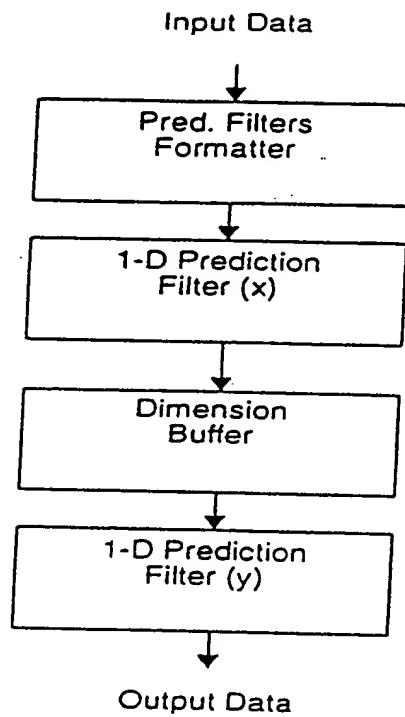 Input Data
Pred. Filters
Formatter
1-D Prediction
Filter (x)
Dimension
Buffer
1-D Prediction
Filter (y)
Output Data